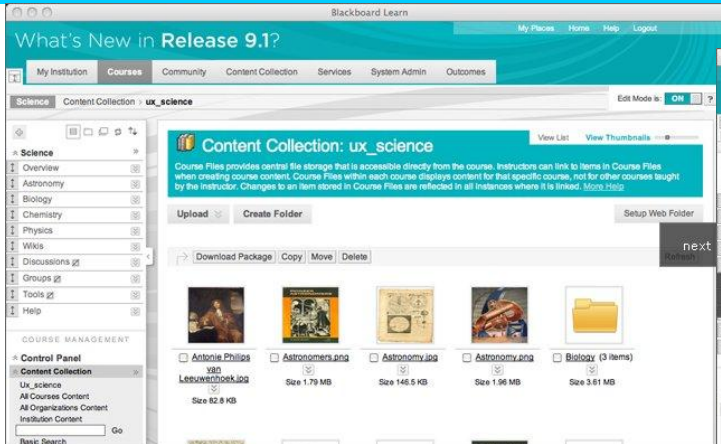 Blackboard Learn
My Places Home Help Logout
What's New in Release 9.1?
My Institution Courses Community Content Collection Services System Admin Outcomes
Science Content Collection > ux_science
Edit Mode is: ON ?
Science
Overview
Astronomy
Biology
Chemistry
Physics
Wikis
Discussions
Groups
Tools
Help
COURSE MANAGEMENT
Control Panel
Content Collection
Ux_science
All Courses Content
All Organizations Content
Institution Content
Go
Basic Search
View List View Thumbnails
Content Collection: ux_science
Course Files provides central file storage that is accessible directly from the course. Instructors can link to items in Course Files
when creating course content. Course Files within each course displays content for that specific course, not for other courses taught
by the instructor. Changes to an item stored in Course Files are reflected in all instances where it is linked. More Help
Upload Create Folder Setup Web Folder
next
Download Package Copy Move Delete Refresh
Antonie Philips
van
Leeuwenhoek.jpg
Size 82.8 KB
Astronomers.png
Size 1.79 MB
Astronomy.jpg
Size 146.5 KB
Astronomy.png
Size 1.96 MB
Biology (3 items)
Size 3.61 MB